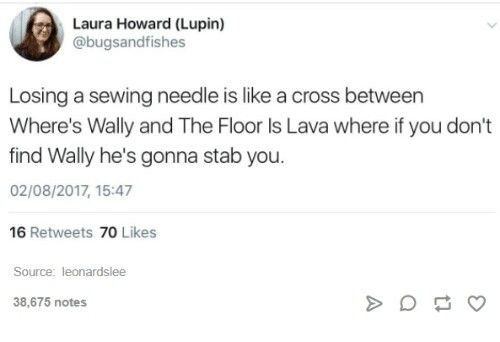 Laura Howard (Lupin)
@bugsandfishes
Losing a sewing needle is like a cross between
Where's Wally and The Floor Is Lava where if you don't
find Wally he's gonna stab you.
02/08/2017, 15:47
16 Retweets 70 Likes
Source: leonardslee
38,675 notes